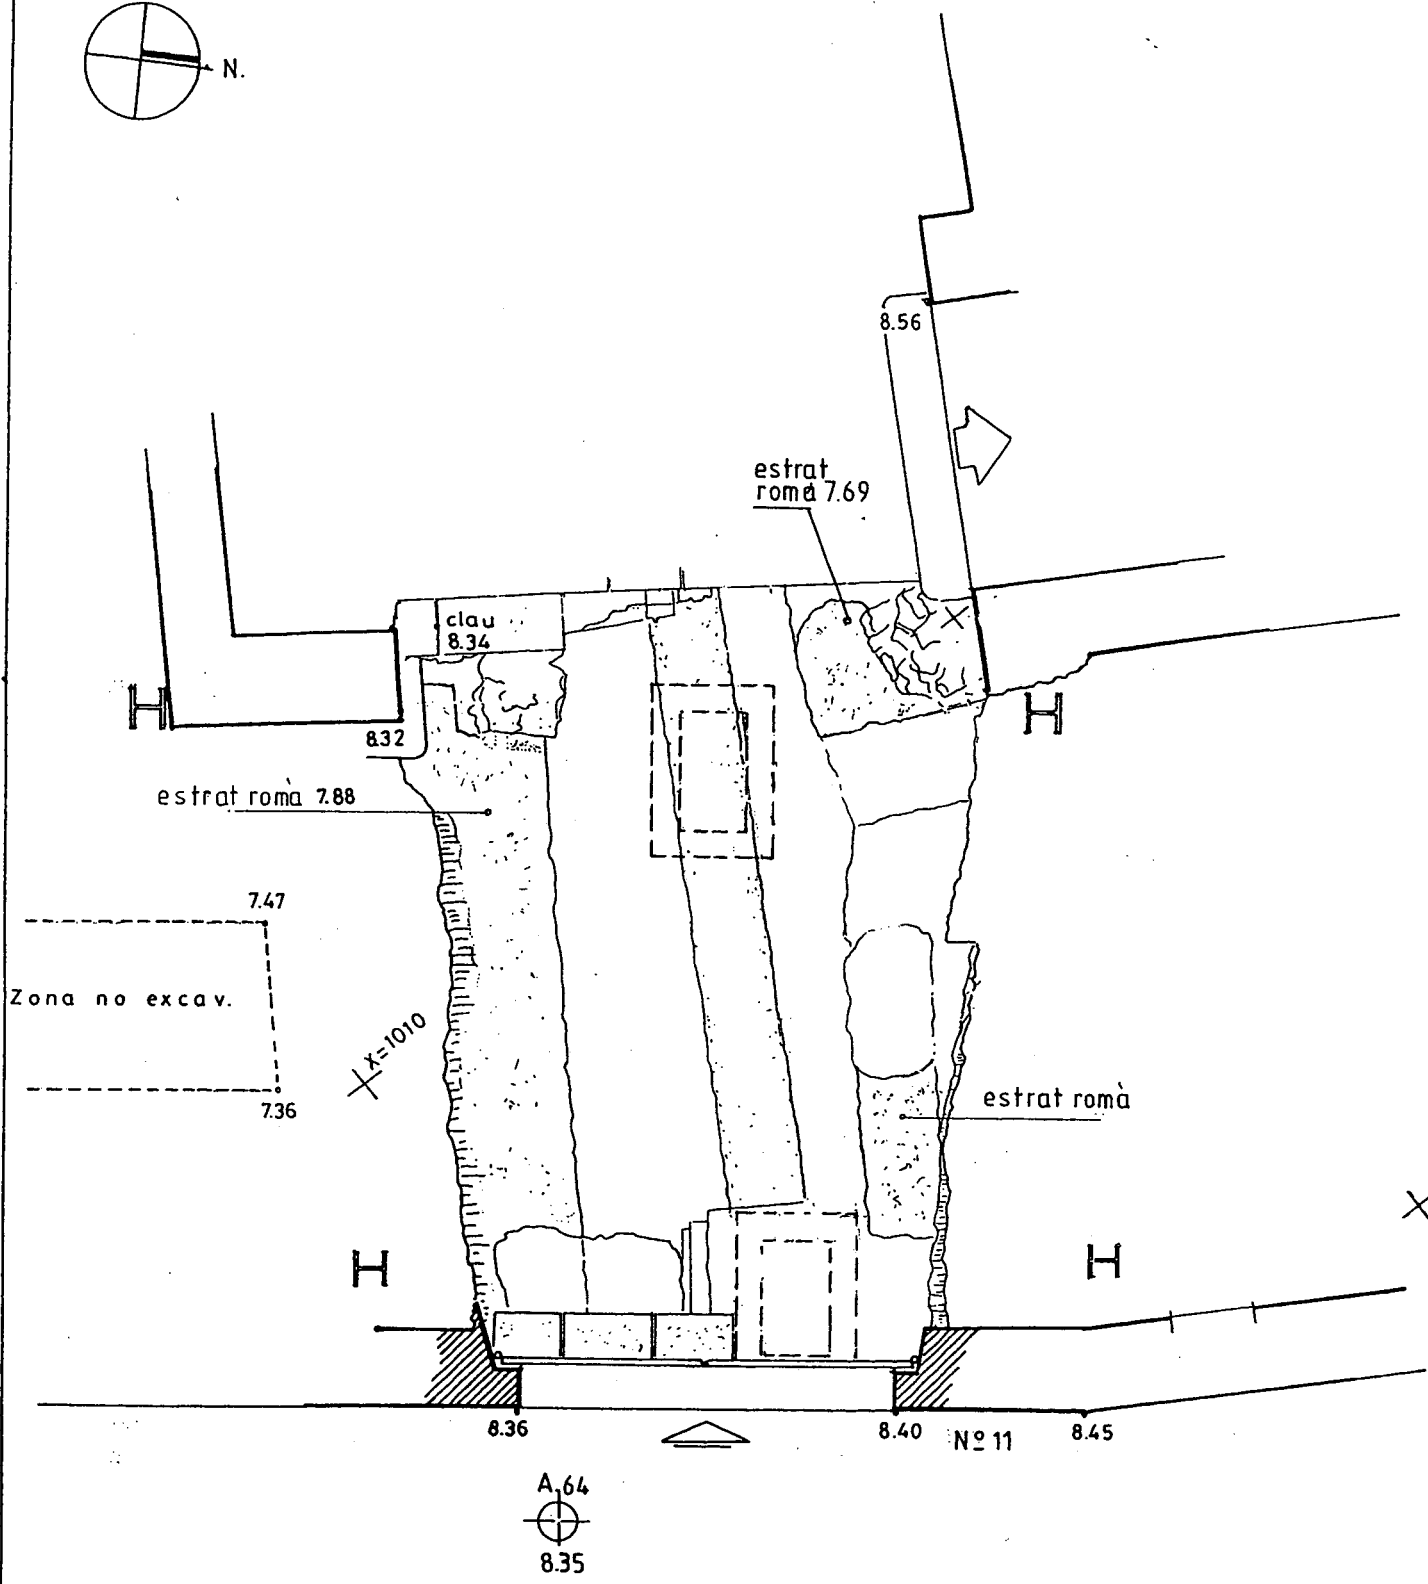 N.
8.56
estrat
romà 7.69
clau
8.34
H
H
8.32
estrat romà 7.88
7.47
Zona no excav.
X=1010
7.36
estrat romà
H
H
8.36
8.40
Nº 11
8.45
A.64
8.35